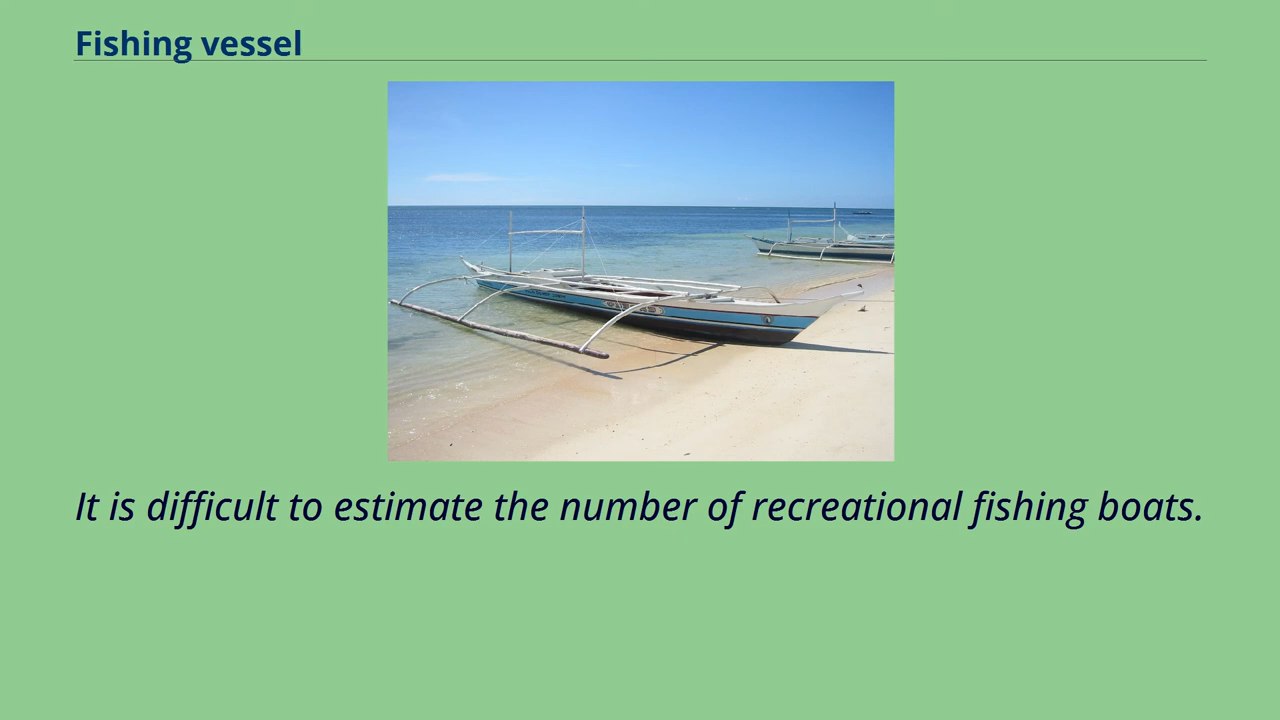 Fishing vessel
It is difficult to estimate the number of recreational fishing boats.